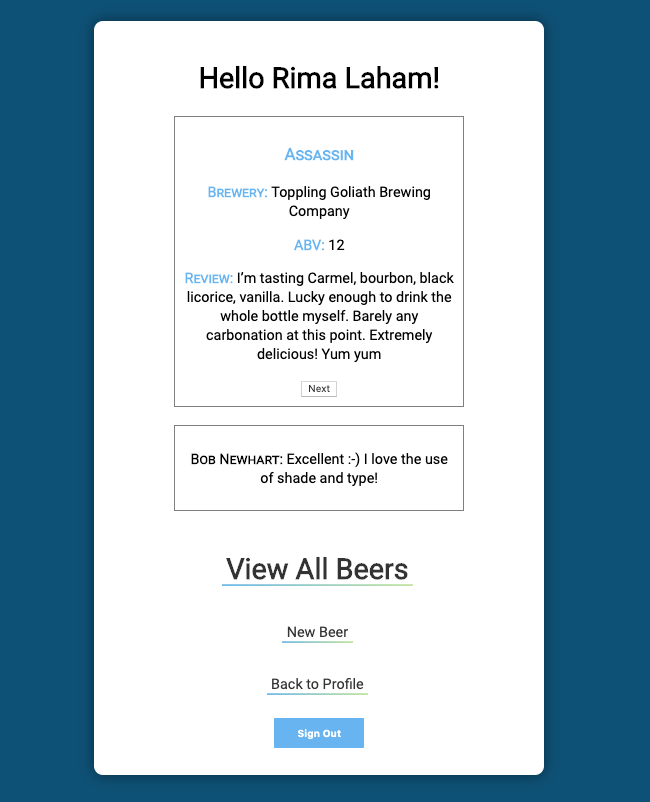 Hello Rima Laham!
Assassin
Brewery: Toppling Goliath Brewing
Company
ABV: 12
Review: I'm tasting Carmel, bourbon, black
licorice, vanilla. Lucky enough to drink the
whole bottle myself. Barely any
carbonation at this point. Extremely
delicious! Yum yum
Next
Bob Newhart: Excellent :-) I love the use
of shade and type!
View All Beers
New Beer
Back to Profile
Sign Out